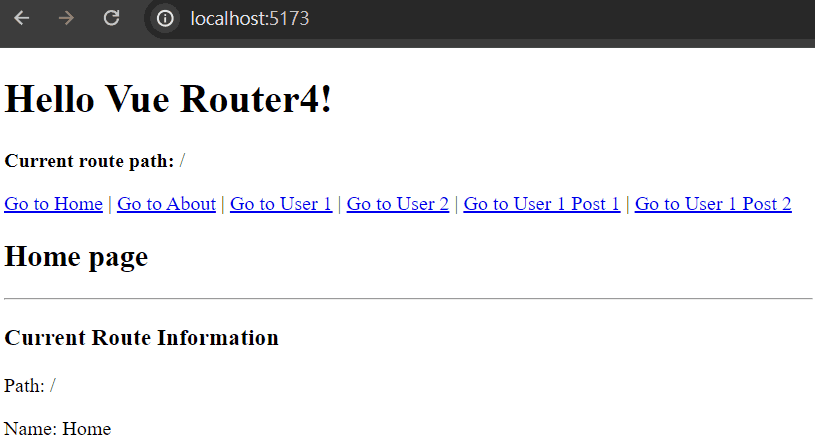 localhost:5173
Hello Vue Router4!
Current route path: /
Go to Home | Go to About | Go to User 1 | Go to User 2 | Go to User 1 Post 1 | Go to User 1 Post 2
Home page
Current Route Information
Path: /
Name: Home